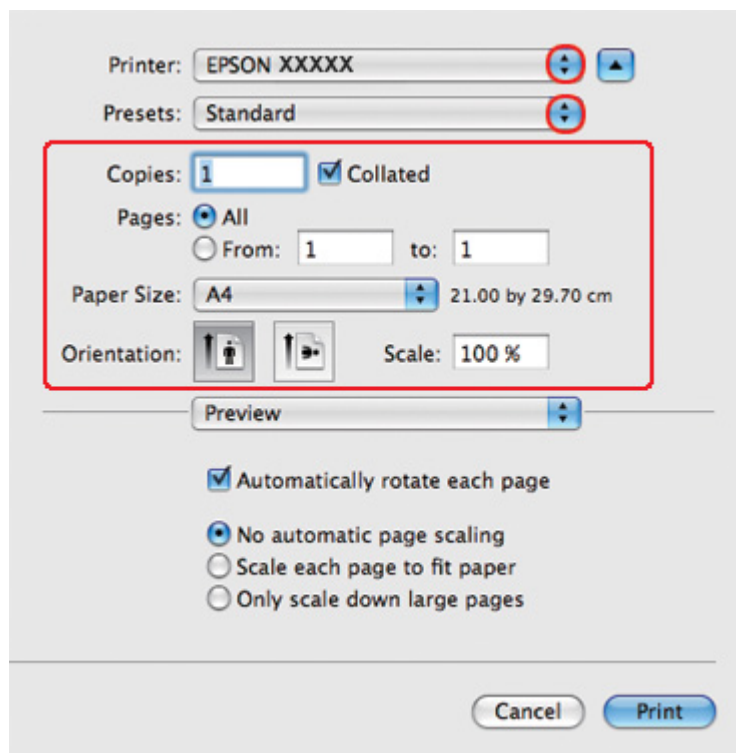 Printer: EPSON XXXXX
Presets: Standard
Copies: 1 Collated
Pages: All
From: 1 to: 1
Paper Size: A4 21.00 by 29.70 cm
Orientation: Scale: 100 %
Preview
Automatically rotate each page
No automatic page scaling
Scale each page to fit paper
Only scale down large pages
Cancel Print